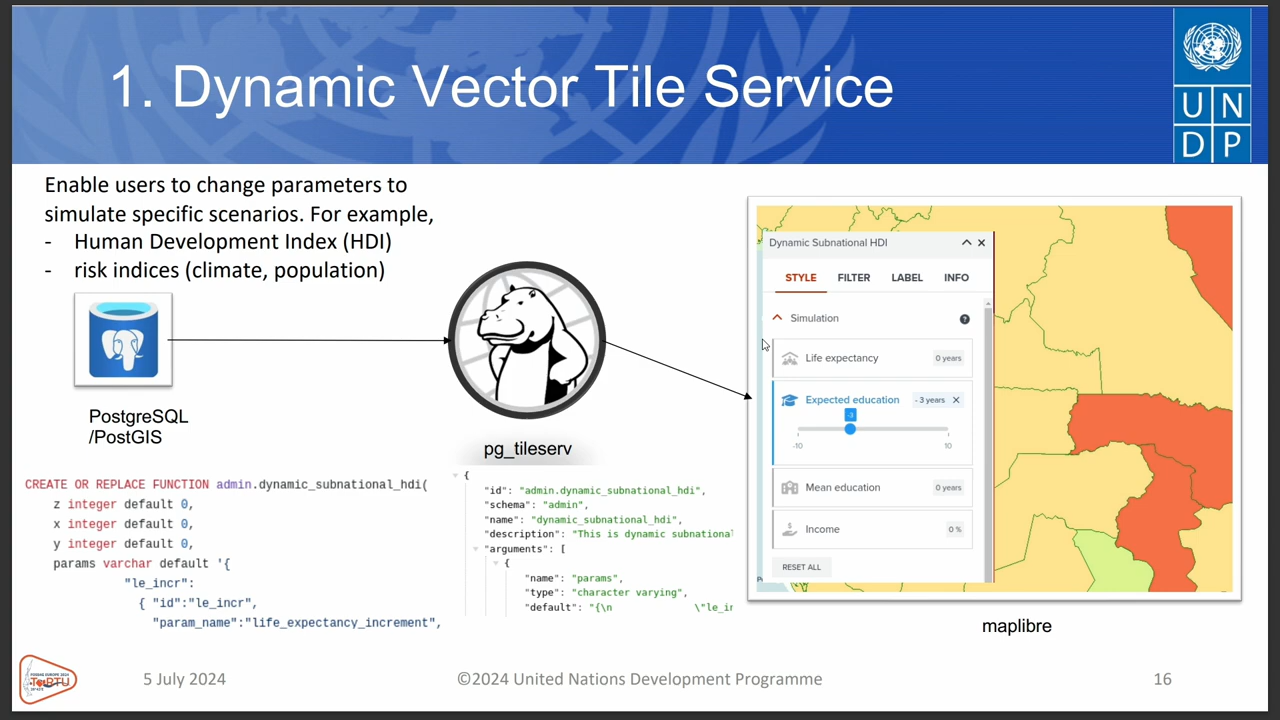 1. Dynamic Vector Tile Service
UN
DP
Enable users to change parameters to
simulate specific scenarios. For example,
- Human Development Index (HDI)
- risk indices (climate, population)
PostgreSQL
/PostGIS
pg_tileserv
CREATE OR REPLACE FUNCTION admin.dynamic_subnational_hdi(
z integer default 0,
x integer default 0,
y integer default 0,
params varchar default '{
"le_incr":
{ "id":"le_incr",
"param_name":"life_expectancy_increment",
{
"id": "admin.dynamic_subnational_hdi",
"schema": "admin",
"name": "dynamic_subnational_hdi",
"description": "This is dynamic subnational
"arguments": [
{
"name": "params",
"type": "character varying",
"default": "{\n \"le_in
Dynamic Subnational HDI
STYLE FILTER LABEL INFO
Simulation ?
Life expectancy 0 years
Expected education - 3 years ×
-3
-10 10
Mean education 0 years
Income 0 %
RESET ALL
maplibre
5 July 2024
©2024 United Nations Development Programme
16